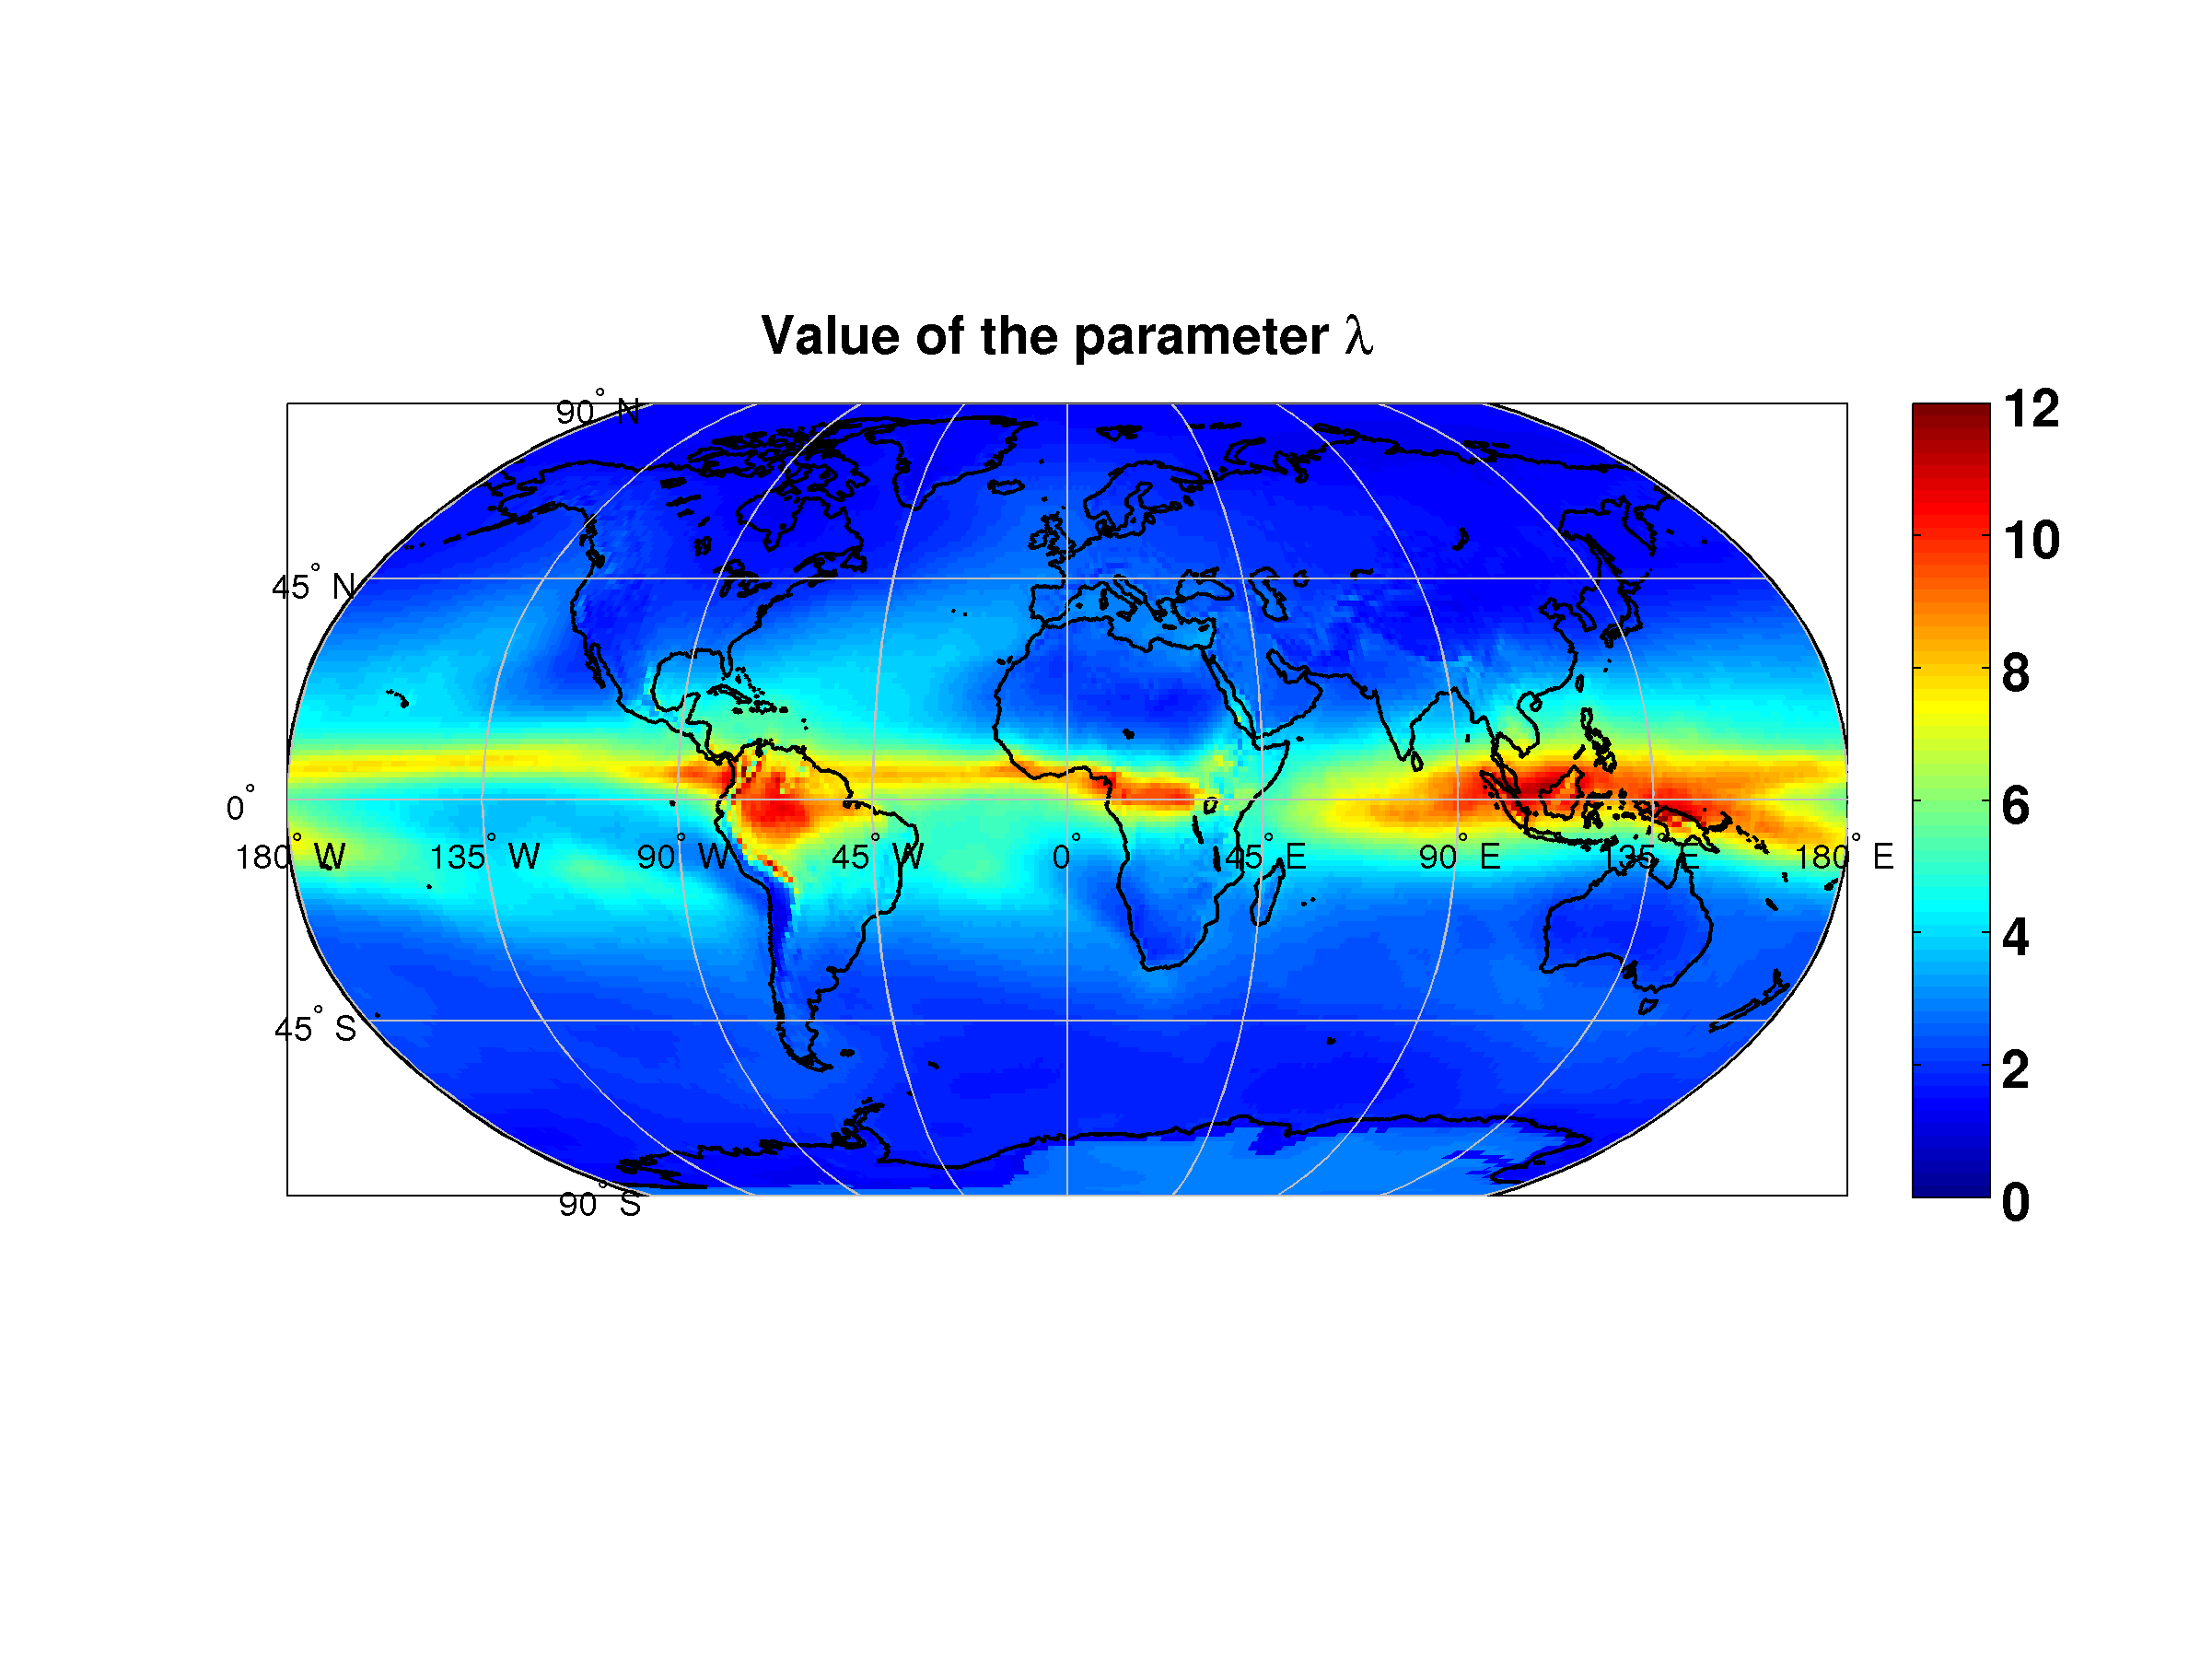 Value of the parameter λ
90° N
45° N
0°
180° W 135° W 90° W 45° W 0° 45° E 90° E 135° E 180° E
45° S
90° S
12
10
8
6
4
2
0